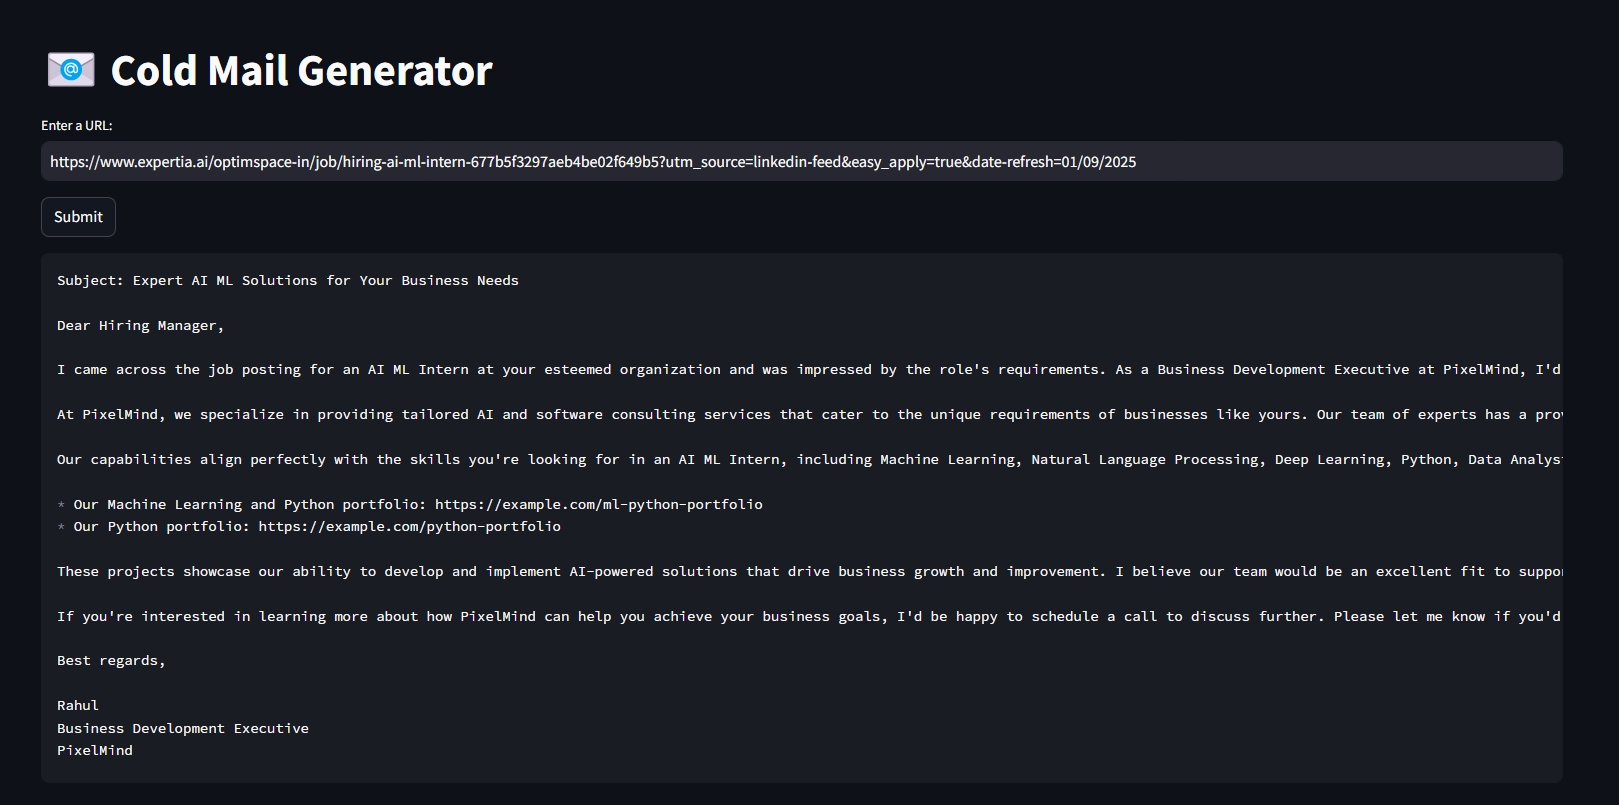 Cold Mail Generator
Enter a URL:
https://www.expertia.ai/optimspace-in/job/hiring-ai-ml-intern-677b5f3297aeb4be02f649b5?utm_source=linkedin-feed&easy_apply=true&date-refresh=01/09/2025
Submit
Subject: Expert AI ML Solutions for Your Business Needs
Dear Hiring Manager,
I came across the job posting for an AI ML Intern at your esteemed organization and was impressed by the role's requirements. As a Business Development Executive at PixelMind, I'd
At PixelMind, we specialize in providing tailored AI and software consulting services that cater to the unique requirements of businesses like yours. Our team of experts has a
Our capabilities align perfectly with the skills you're looking for in an AI ML Intern, including Machine Learning, Natural Language Processing, Deep Learning, Python, Data
* Our Machine Learning and Python portfolio: https://example.com/ml-python-portfolio
* Our Python portfolio: https://example.com/python-portfolio
These projects showcase our ability to develop and implement AI-powered solutions that drive business growth and improvement. I believe our team would be an excellent fit to
If you're interested in learning more about how PixelMind can help you achieve your business goals, I'd be happy to schedule a call to discuss further. Please let me know if you'd
Best regards,
Rahul
Business Development Executive
PixelMind